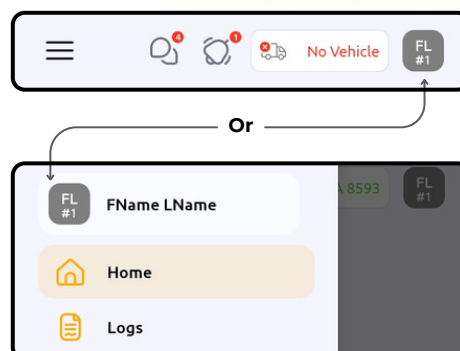 4
1
No Vehicle
FL
#1
Or
FL
#1
FName LName
A 8593
FL
#1
Home
Logs